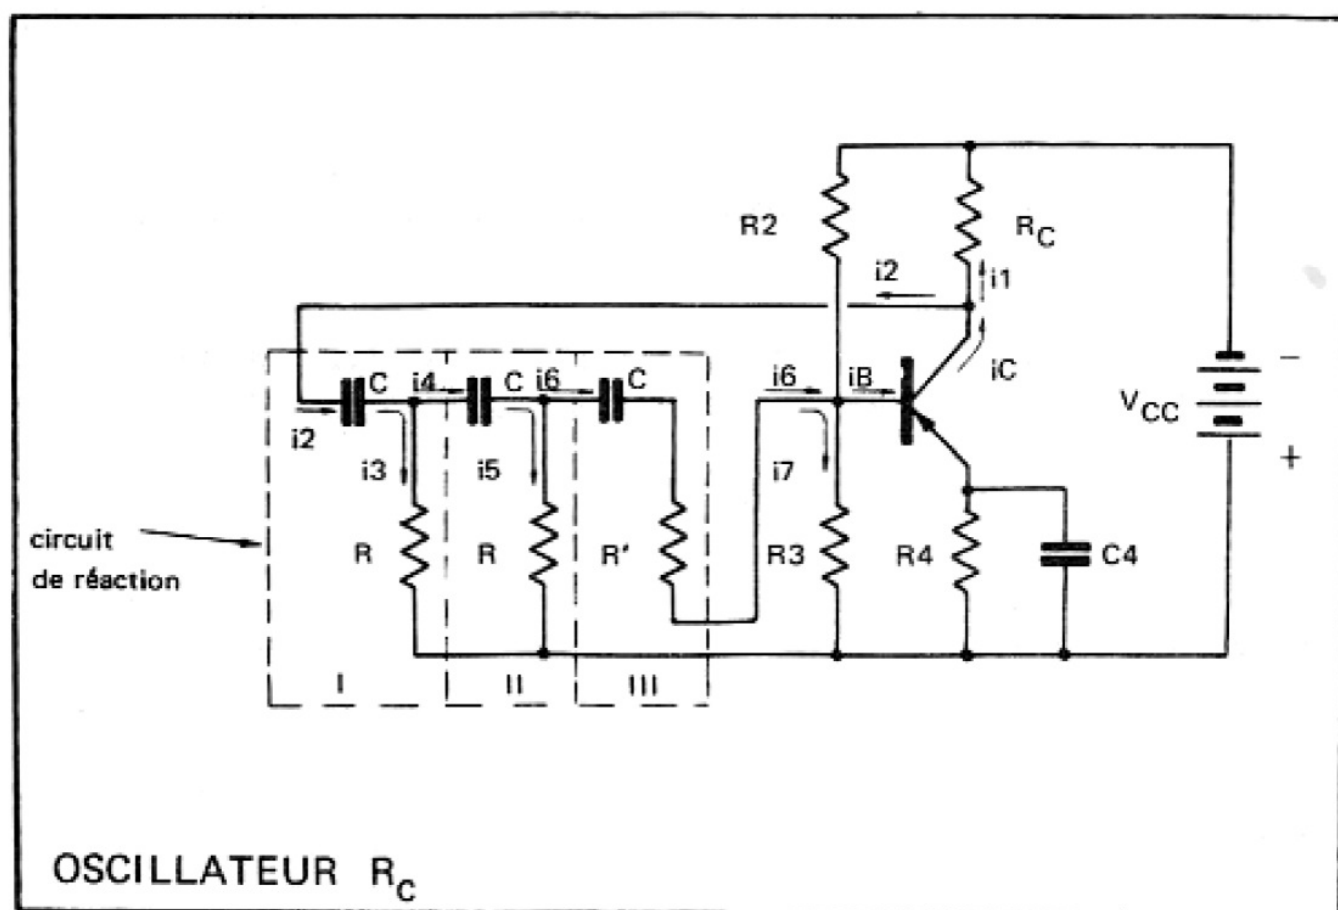 R2
R_C
i2
i1
iC
C
i4
C
i6
C
i6
iB
V_CC
−
+
i2
i3
i5
i7
circuit
de réaction
R
R
R'
R3
R4
C4
I
II
III
OSCILLATEUR R_C